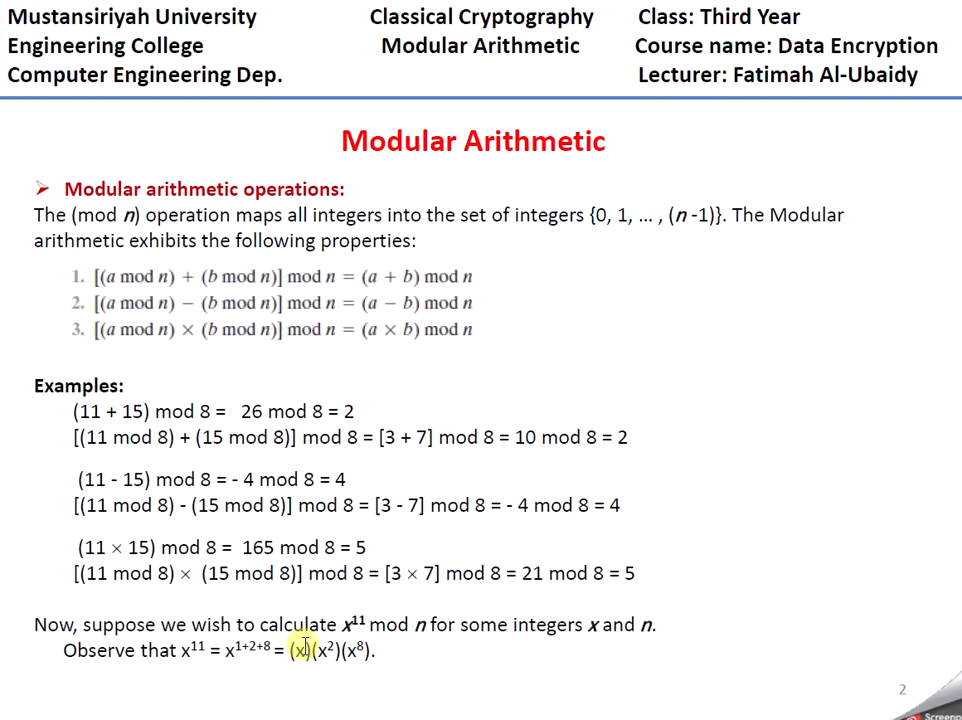 Mustansiriyah University
Classical Cryptography
Class: Third Year
Engineering College
Modular Arithmetic
Course name: Data Encryption
Computer Engineering Dep.
Lecturer: Fatimah Al-Ubaidy
Modular Arithmetic
➢ Modular arithmetic operations:
The (mod n) operation maps all integers into the set of integers {0, 1, … , (n -1)}. The Modular
arithmetic exhibits the following properties:
1. [(a mod n) + (b mod n)] mod n = (a + b) mod n
2. [(a mod n) − (b mod n)] mod n = (a − b) mod n
3. [(a mod n) × (b mod n)] mod n = (a × b) mod n
Examples:
(11 + 15) mod 8 = 26 mod 8 = 2
[(11 mod 8) + (15 mod 8)] mod 8 = [3 + 7] mod 8 = 10 mod 8 = 2
(11 - 15) mod 8 = - 4 mod 8 = 4
[(11 mod 8) - (15 mod 8)] mod 8 = [3 - 7] mod 8 = - 4 mod 8 = 4
(11 × 15) mod 8 = 165 mod 8 = 5
[(11 mod 8) × (15 mod 8)] mod 8 = [3 × 7] mod 8 = 21 mod 8 = 5
Now, suppose we wish to calculate x¹¹ mod n for some integers x and n.
Observe that x¹¹ = x¹⁺²⁺⁸ = (x)(x²)(x⁸).
2